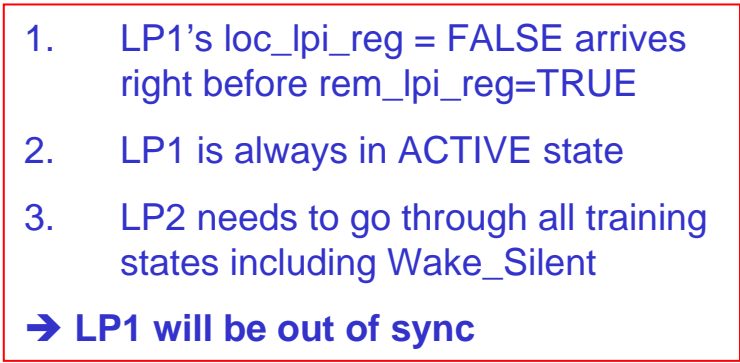 1. LP1’s loc_lpi_reg = FALSE arrives
right before rem_lpi_reg=TRUE
2. LP1 is always in ACTIVE state
3. LP2 needs to go through all training
states including Wake_Silent
➔ LP1 will be out of sync